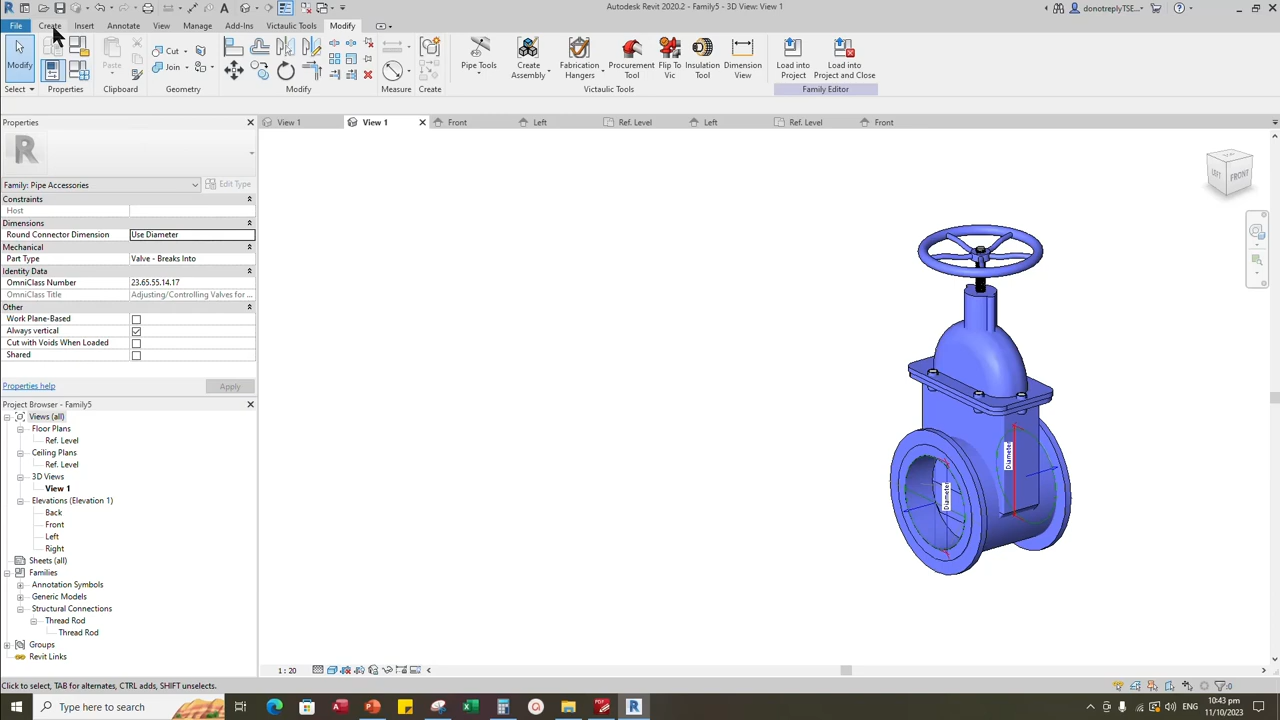 Autodesk Revit 2020.2 - Family5 - 3D View: View 1
donotreplyTSE...
File
Create
Insert
Annotate
View
Manage
Add-Ins
Victaulic Tools
Modify
Modify
Paste
Cut
Join
Pipe Tools
Create Assembly
Fabrication Hangers
Procurement Tool
Flip To Vic
Insulation Tool
Dimension View
Load into Project
Load into Project and Close
Select
Properties
Clipboard
Geometry
Modify
Measure
Create
Victaulic Tools
Family Editor
Properties
View 1
View 1
Front
Left
Ref. Level
Left
Ref. Level
Front
Family: Pipe Accessories
Edit Type
Constraints
Host
Dimensions
Round Connector Dimension
Use Diameter
Mechanical
Part Type
Valve - Breaks Into
Identity Data
OmniClass Number
23.65.55.14.17
OmniClass Title
Adjusting/Controlling Valves for ...
Other
Work Plane-Based
Always vertical
Cut with Voids When Loaded
Shared
Properties help
Apply
Project Browser - Family5
Views (all)
Floor Plans
Ref. Level
Ceiling Plans
Ref. Level
3D Views
View 1
Elevations (Elevation 1)
Back
Front
Left
Right
Sheets (all)
Families
Annotation Symbols
Generic Models
Structural Connections
Thread Rod
Thread Rod
Groups
Revit Links
LEFT
FRONT
Diameter
Diameter
1 : 20
Click to select, TAB for alternates, CTRL adds, SHIFT unselects.
:0
Type here to search
10:43 pm
11/10/2023